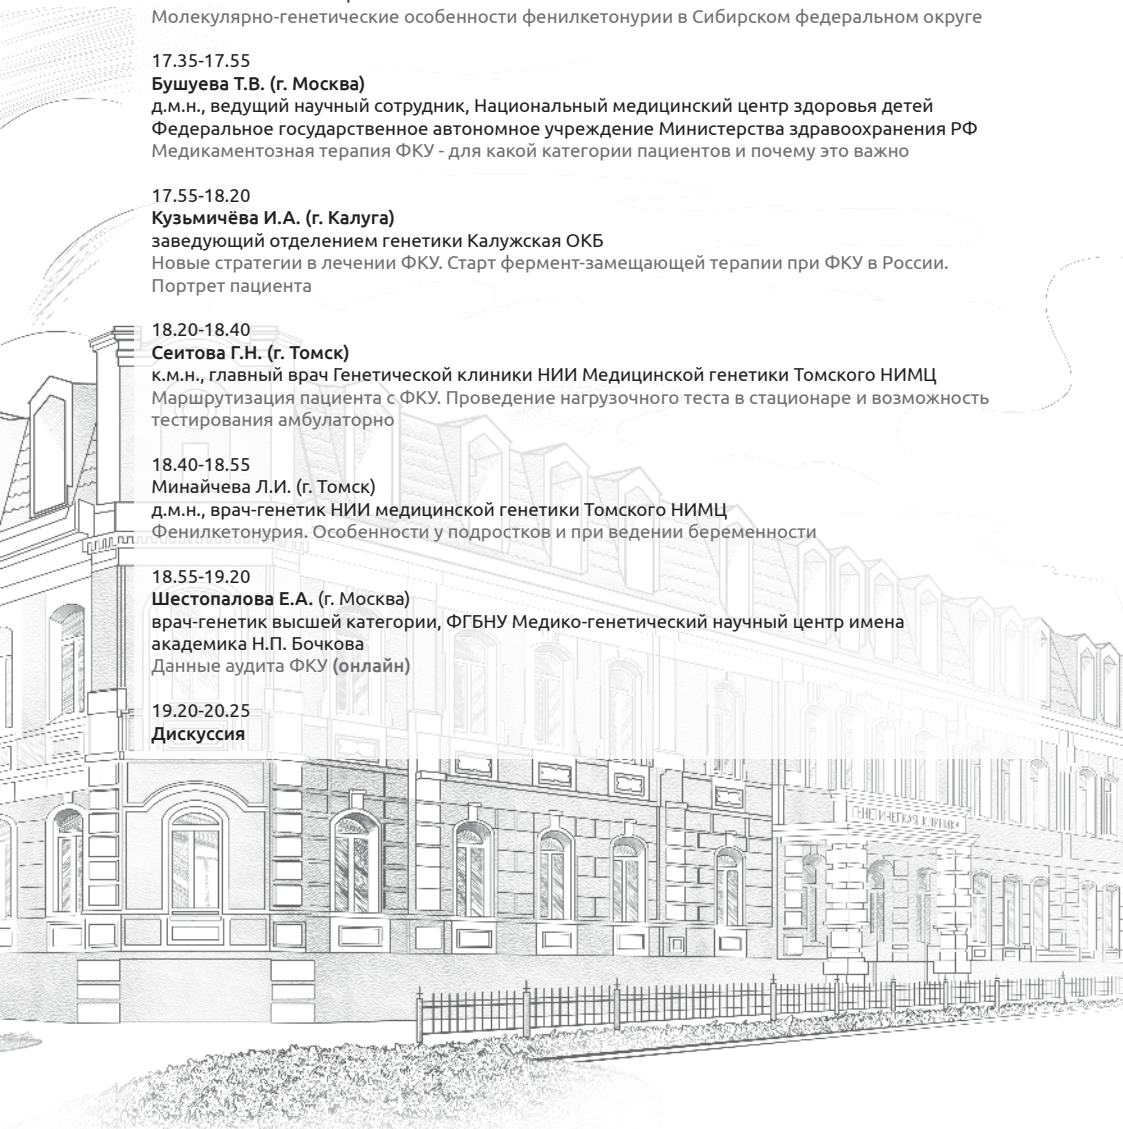 Молекулярно-генетические особенности фенилкетонурии в Сибирском федеральном округе
17.35-17.55
Бушуева Т.В. (г. Москва)
д.м.н., ведущий научный сотрудник, Национальный медицинский центр здоровья детей
Федеральное государственное автономное учреждение Министерства здравоохранения РФ
Медикаментозная терапия ФКУ - для какой категории пациентов и почему это важно
17.55-18.20
Кузьмичёва И.А. (г. Калуга)
заведующий отделением генетики Калужская ОКБ
Новые стратегии в лечении ФКУ. Старт фермент-замещающей терапии при ФКУ в России.
Портрет пациента
18.20-18.40
Сеитова Г.Н. (г. Томск)
к.м.н., главный врач Генетической клиники НИИ Медицинской генетики Томского НИМЦ
Маршрутизация пациента с ФКУ. Проведение нагрузочного теста в стационаре и возможность
тестирования амбулаторно
18.40-18.55
Минайчева Л.И. (г. Томск)
д.м.н., врач-генетик НИИ медицинской генетики Томского НИМЦ
Фенилкетонурия. Особенности у подростков и при ведении беременности
18.55-19.20
Шестопалова Е.А. (г. Москва)
врач-генетик высшей категории, ФГБНУ Медико-генетический научный центр имена
академика Н.П. Бочкова
Данные аудита ФКУ (онлайн)
19.20-20.25
Дискуссия
ГЕНЕТИЧЕСКАЯ КЛИНИКА